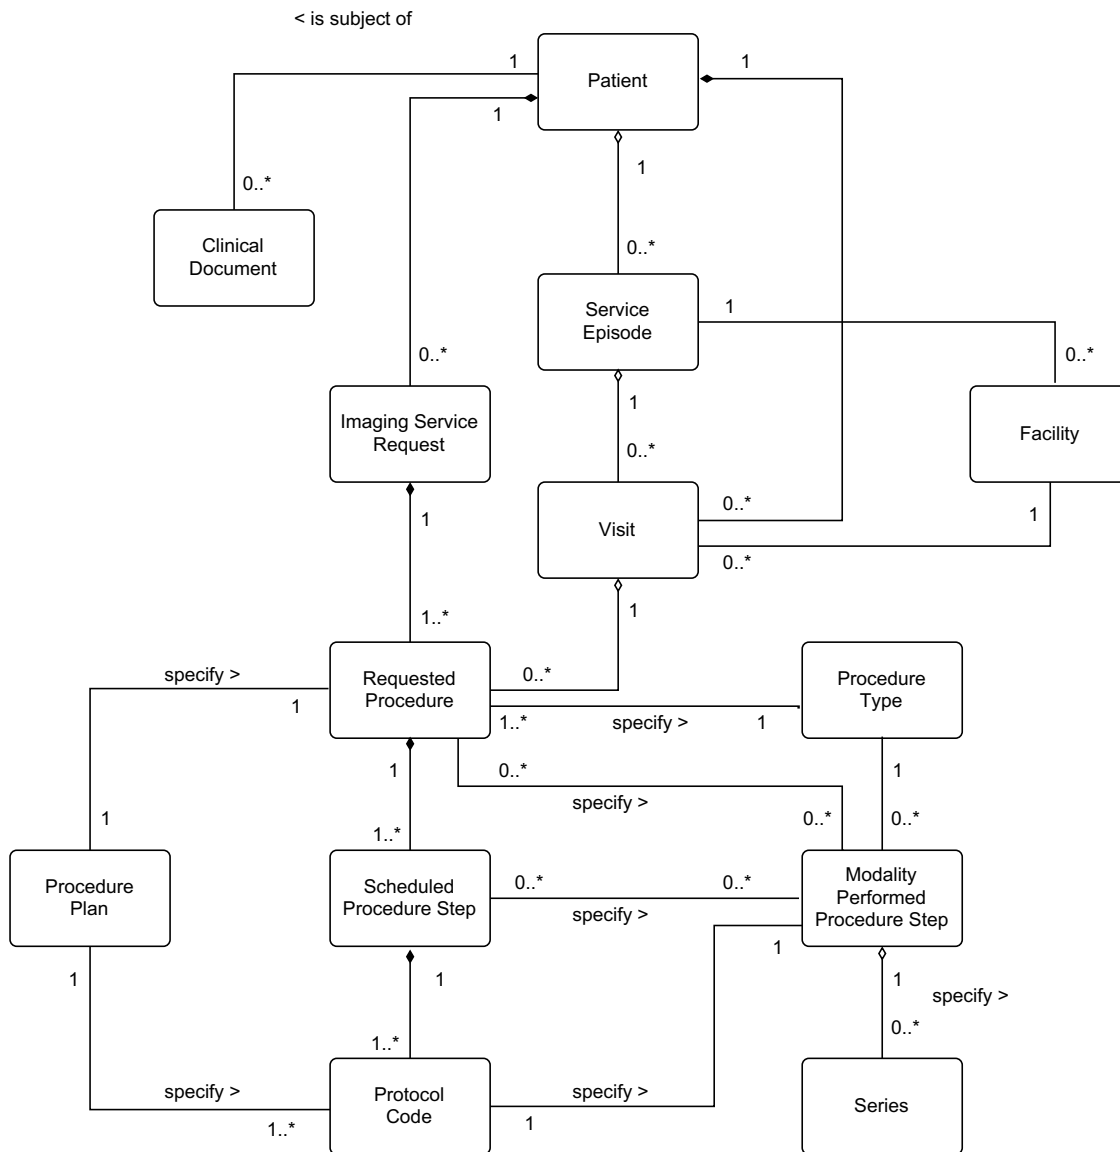 < is subject of
1
Patient
1
1
1
0..*
Clinical
Document
0..*
Service
Episode
1
0..*
0..*
Imaging Service
Request
1
Facility
0..*
0..*
1
Visit
1
0..*
1
1..*
specify >
1
Requested
Procedure
0..*
Procedure
Type
1..*
specify >
1
1
0..*
1
specify >
1
1..*
0..*
0..*
Procedure
Plan
Scheduled
Procedure Step
0..*
0..*
specify >
Modality
Performed
Procedure Step
1
1
1
1
specify >
1..*
0..*
specify >
1..*
Protocol
Code
specify >
1
Series